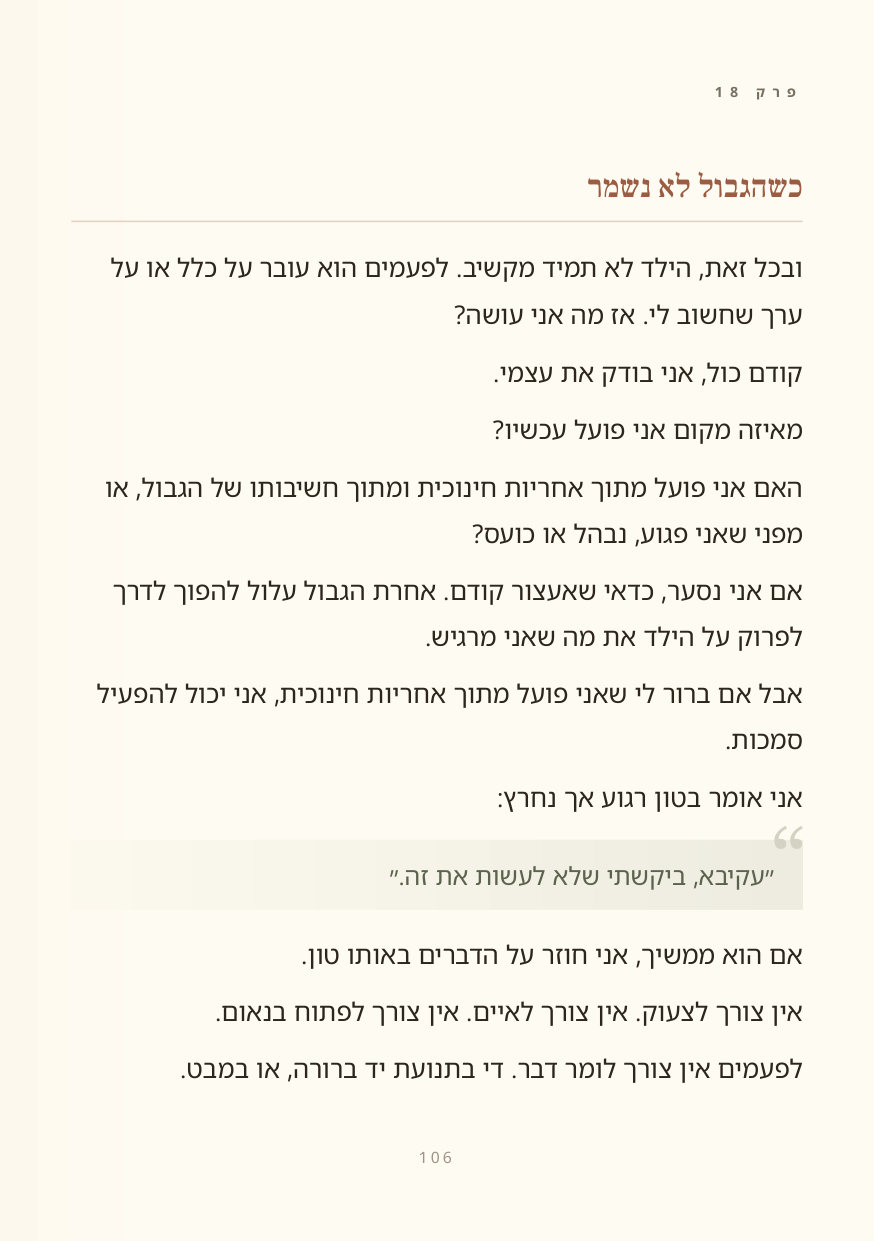 פרק 18
כשהגבול לא נשמר
ובכל זאת, הילד לא תמיד מקשיב. לפעמים הוא עובר על כלל או על
ערך שחשוב לי. אז מה אני עושה?
קודם כול, אני בודק את עצמי.
מאיזה מקום אני פועל עכשיו?
האם אני פועל מתוך אחריות חינוכית ומתוך חשיבותו של הגבול, או
מפני שאני פגוע, נבהל או כועס?
אם אני נסער, כדאי שאעצור קודם. אחרת הגבול עלול להפוך לדרך
לפרוק על הילד את מה שאני מרגיש.
אבל אם ברור לי שאני פועל מתוך אחריות חינוכית, אני יכול להפעיל
סמכות.
אני אומר בטון רגוע אך נחרץ:
“
״עקיבא, ביקשתי שלא לעשות את זה.״
אם הוא ממשיך, אני חוזר על הדברים באותו טון.
אין צורך לצעוק. אין צורך לאיים. אין צורך לפתוח בנאום.
לפעמים אין צורך לומר דבר. די בתנועת יד ברורה, או במבט.
106